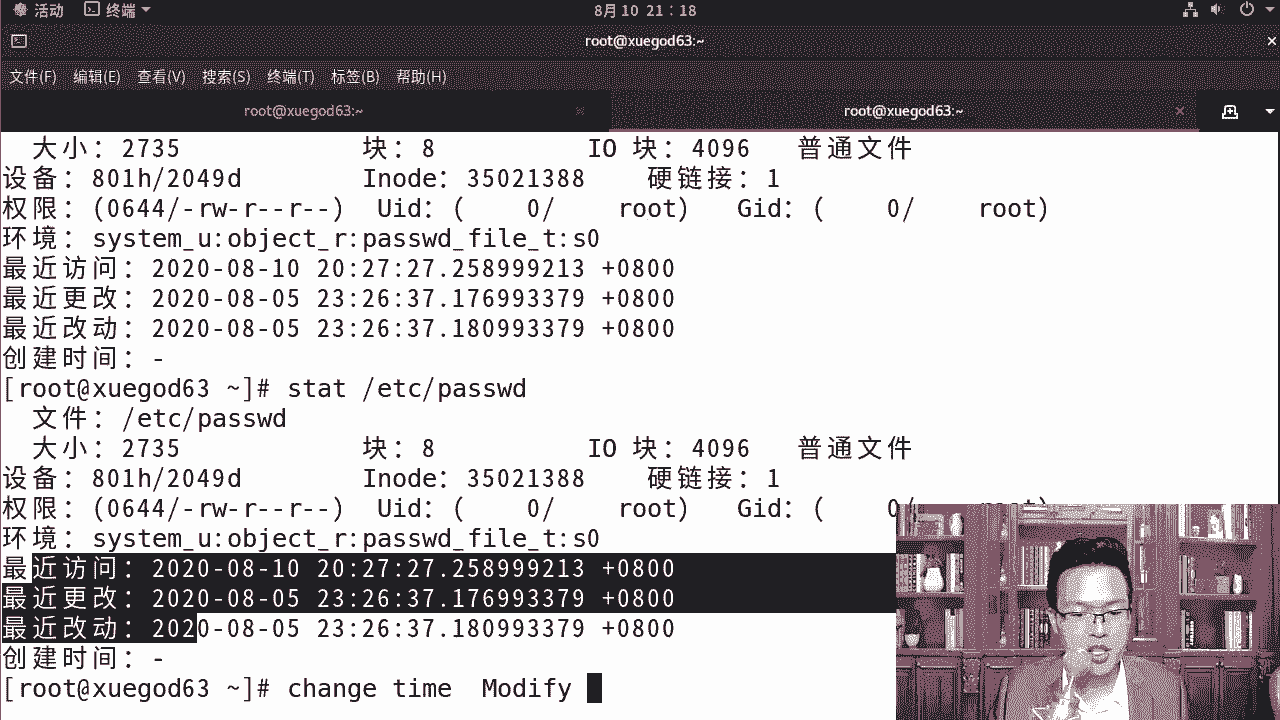 活动 终端 8月10 21:18
root@xuegod63:~
文件(F) 编辑(E) 查看(V) 搜索(S) 终端(T) 标签(B) 帮助(H)
root@xuegod63:~ root@xuegod63:~
大小：2735 块：8 IO 块：4096 普通文件
设备：801h/2049d Inode：35021388 硬链接：1
权限：(0644/-rw-r--r--) Uid：( 0/ root) Gid：( 0/ root)
环境：system_u:object_r:passwd_file_t:s0
最近访问：2020-08-10 20:27:27.258999213 +0800
最近更改：2020-08-05 23:26:37.176993379 +0800
最近改动：2020-08-05 23:26:37.180993379 +0800
创建时间：-
[root@xuegod63 ~]# stat /etc/passwd
文件：/etc/passwd
大小：2735 块：8 IO 块：4096 普通文件
设备：801h/2049d Inode：35021388 硬链接：1
权限：(0644/-rw-r--r--) Uid：( 0/ root) Gid：(
环境：system_u:object_r:passwd_file_t:s0
最近访问：2020-08-10 20:27:27.258999213 +0800
最近更改：2020-08-05 23:26:37.176993379 +0800
最近改动：2020-08-05 23:26:37.180993379 +0800
创建时间：-
[root@xuegod63 ~]# change time  Modify